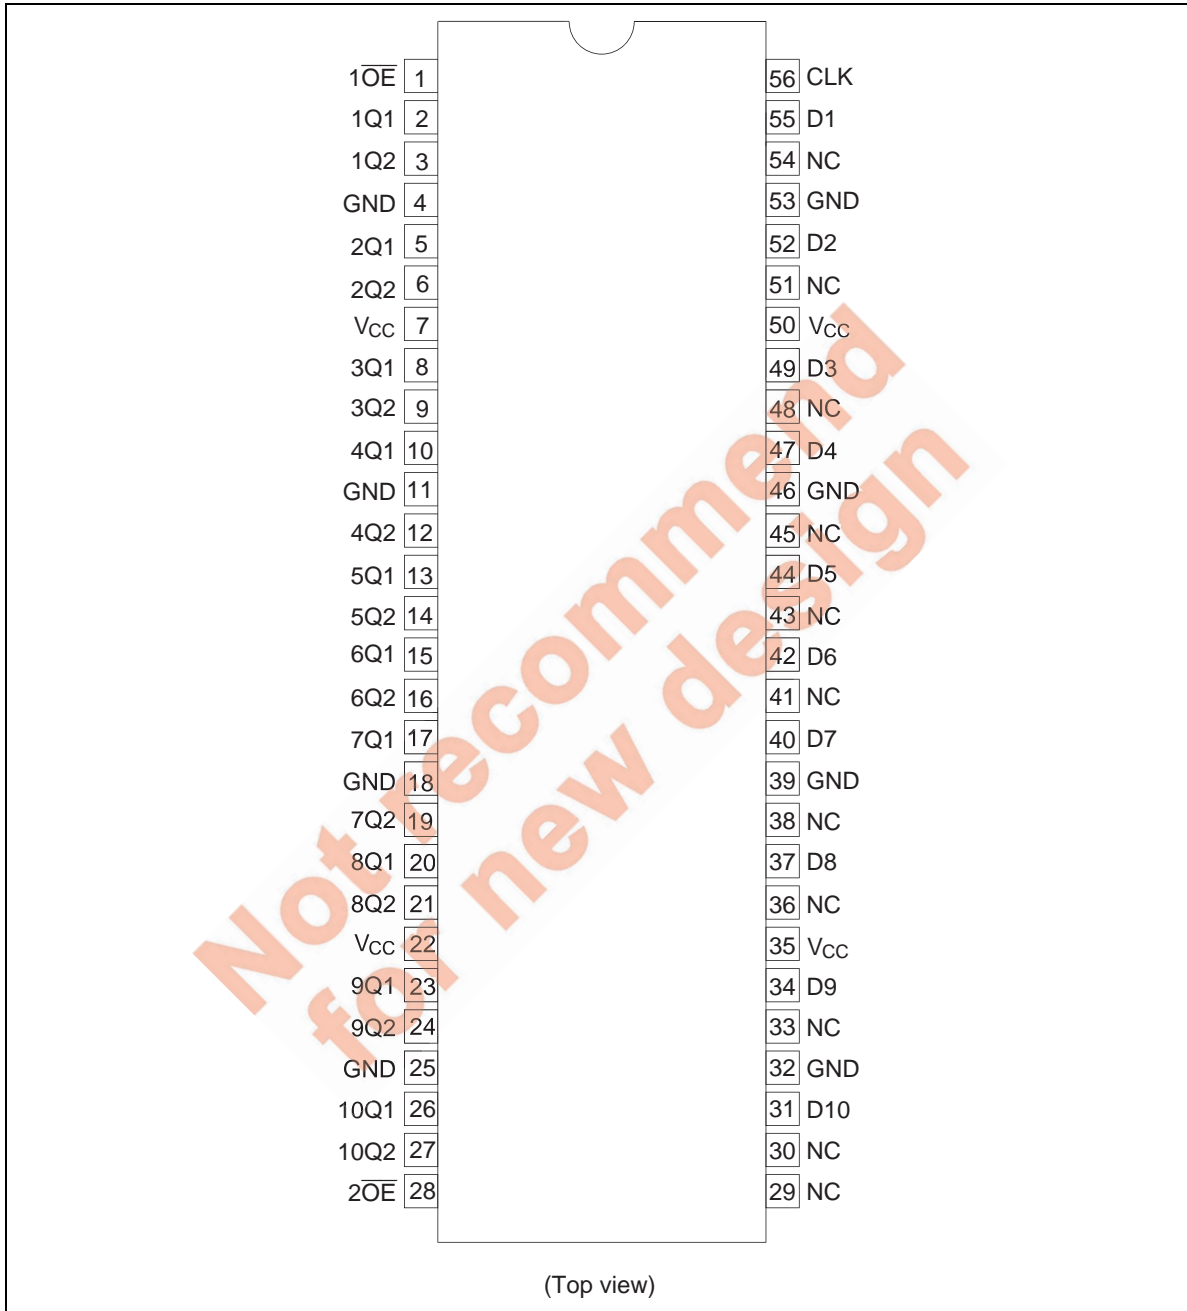 1O̅E̅ 1 56 CLK
1Q1 2 55 D1
1Q2 3 54 NC
GND 4 53 GND
2Q1 5 52 D2
2Q2 6 51 NC
VCC 7 50 VCC
3Q1 8 49 D3
3Q2 9 48 NC
4Q1 10 47 D4
GND 11 46 GND
4Q2 12 45 NC
5Q1 13 44 D5
5Q2 14 43 NC
6Q1 15 42 D6
6Q2 16 41 NC
7Q1 17 40 D7
GND 18 39 GND
7Q2 19 38 NC
8Q1 20 37 D8
8Q2 21 36 NC
VCC 22 35 VCC
9Q1 23 34 D9
9Q2 24 33 NC
GND 25 32 GND
10Q1 26 31 D10
10Q2 27 30 NC
2O̅E̅ 28 29 NC
(Top view)
Not recommend
for new design